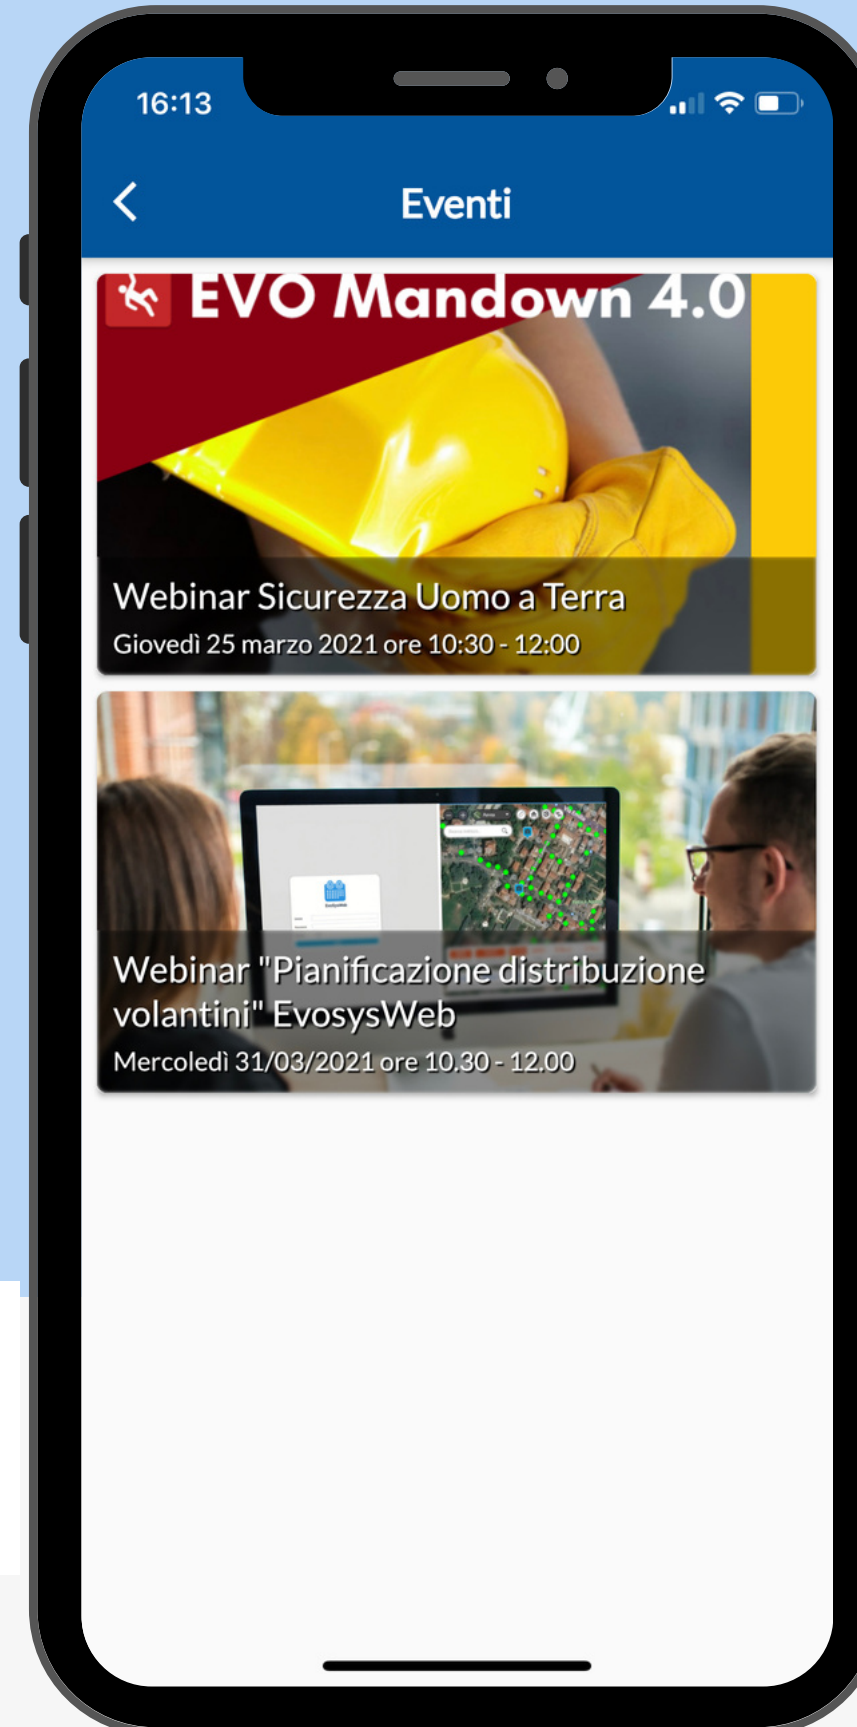 16:13
Eventi
EVO Mandown 4.0
Webinar Sicurezza Uomo a Terra
Giovedì 25 marzo 2021 ore 10:30 - 12:00
EvoSysWeb
Webinar "Pianificazione distribuzione
volantini" EvosysWeb
Mercoledì 31/03/2021 ore 10.30 - 12.00